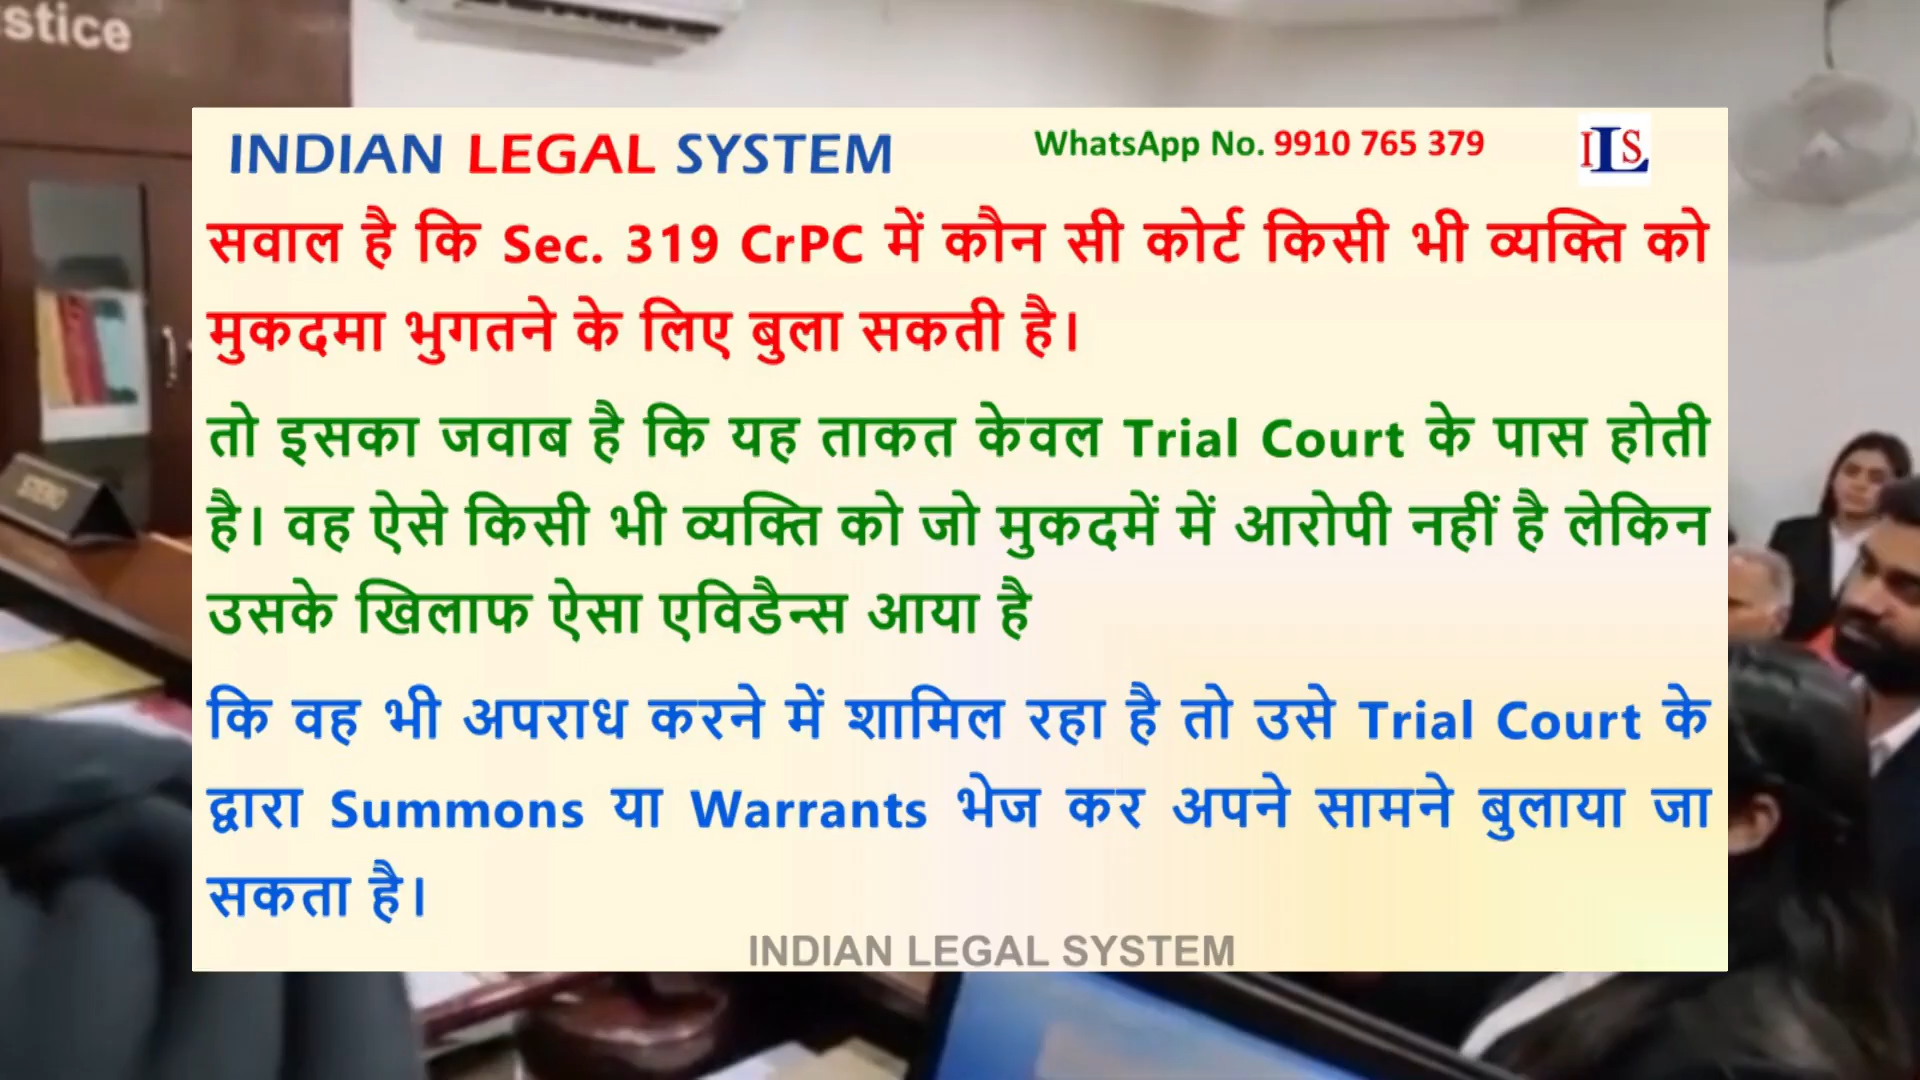 stice
INDIAN LEGAL SYSTEM
WhatsApp No. 9910 765 379
ILS
सवाल है कि Sec. 319 CrPC में कौन सी कोर्ट किसी भी व्यक्ति को
मुकदमा भुगतने के लिए बुला सकती है।
तो इसका जवाब है कि यह ताकत केवल Trial Court के पास होती
है। वह ऐसे किसी भी व्यक्ति को जो मुकदमें में आरोपी नहीं है लेकिन
उसके खिलाफ ऐसा एविडैन्स आया है
कि वह भी अपराध करने में शामिल रहा है तो उसे Trial Court के
द्वारा Summons या Warrants भेज कर अपने सामने बुलाया जा
सकता है।
INDIAN LEGAL SYSTEM
STENO